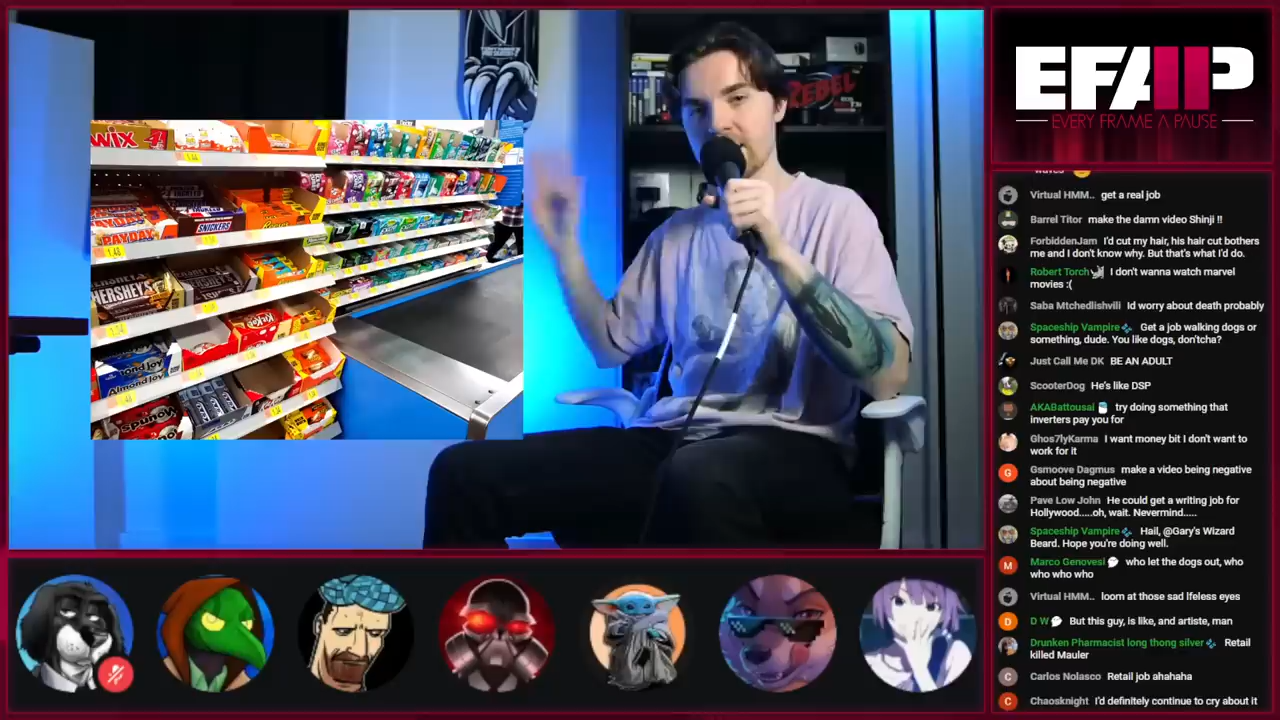 EFAP
EVERY FRAME A PAUSE
REBEL
TWIX
PAYDAY
SNICKERS
HERSHEY'S
KitKat
Almond Joy
Almond Joy
MOUNDS
waves
Virtual HMM.. get a real job
Barrel Titor make the damn video Shinji !!
ForbiddenJam I'd cut my hair, his hair cut bothers
me and I don't know why. But that's what I'd do.
Robert Torch I don't wanna watch marvel
movies :(
Saba Mtchedlishvili Id worry about death probably
Spaceship Vampire Get a job walking dogs or
something, dude. You like dogs, don'tcha?
Just Call Me DK BE AN ADULT
ScooterDog He's like DSP
AKABattousai try doing something that
inverters pay you for
Ghos7lyKarma I want money bit I don't want to
work for it
Gsmoove Dagmus make a video being negative
about being negative
Pave Low John He could get a writing job for
Hollywood.....oh, wait. Nevermind.....
Spaceship Vampire Hail, @Gary's Wizard
Beard. Hope you're doing well.
Marco Genovesi who let the dogs out, who
who who who
Virtual HMM.. loom at those sad lfeless eyes
D W But this guy, is like, and artiste, man
Drunken Pharmacist long thong silver Retail
killed Mauler
Carlos Nolasco Retail job ahahaha
Chaosknight I'd definitely continue to cry about it